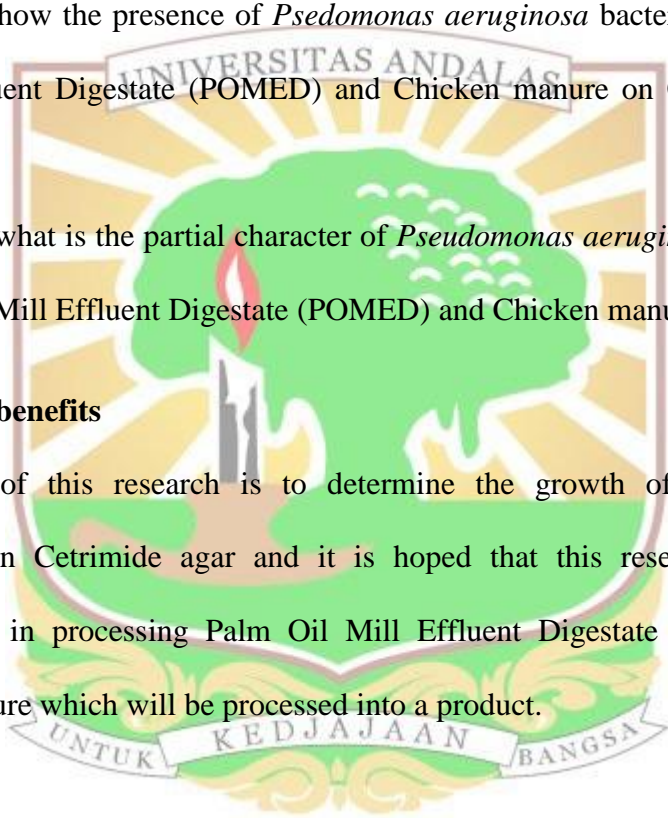 how the presence of Psedomonas aeruginosa bacter
UNIVERSITAS ANDALAS
uent Digestate (POMED) and Chicken manure on
what is the partial character of Pseudomonas aerugi
Mill Effluent Digestate (POMED) and Chicken manu
benefits
of this research is to determine the growth of
n Cetrimide agar and it is hoped that this rese
in processing Palm Oil Mill Effluent Digestate
ure which will be processed into a product.
UNTUK KEDJAJAAN BANGSA